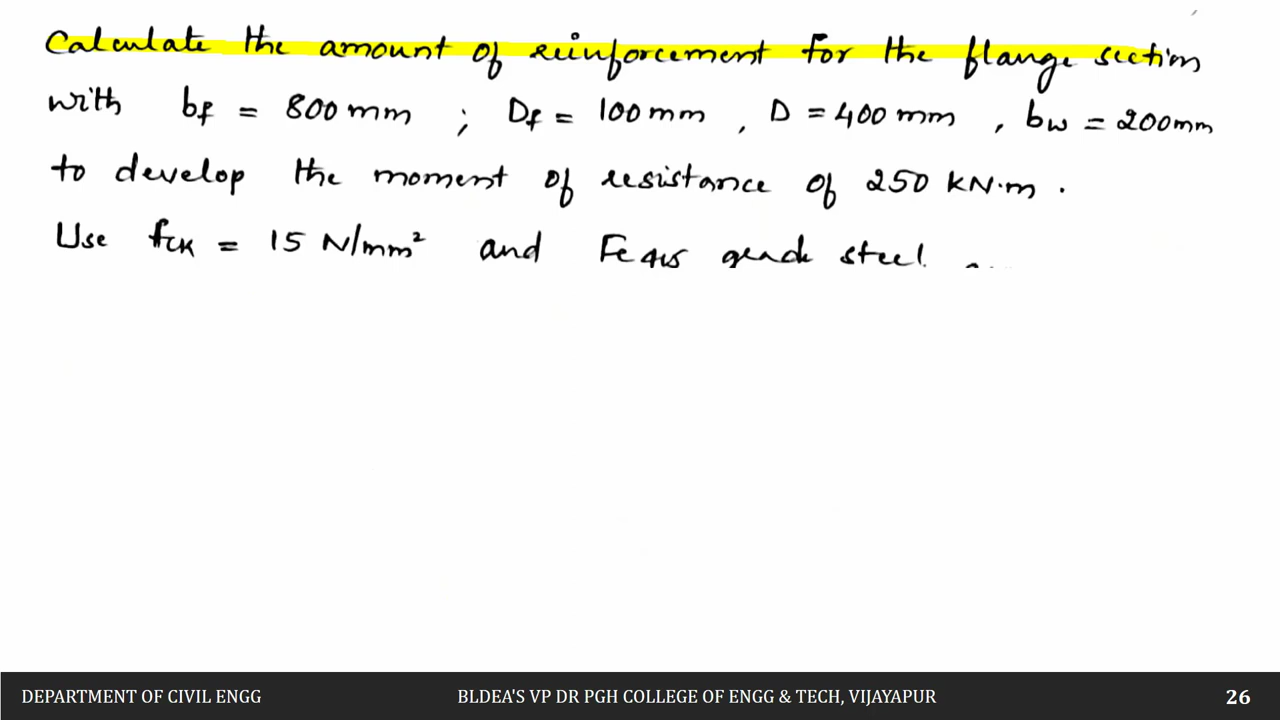 Calculate the amount of reinforcement for the flange section
with bf = 800 mm ; Df = 100 mm , D = 400 mm , bw = 200mm
to develop the moment of resistance of 250 kN.m .
Use fck = 15 N/mm² and Fe415 grade steel.
DEPARTMENT OF CIVIL ENGG BLDEA'S VP DR PGH COLLEGE OF ENGG & TECH, VIJAYAPUR 26